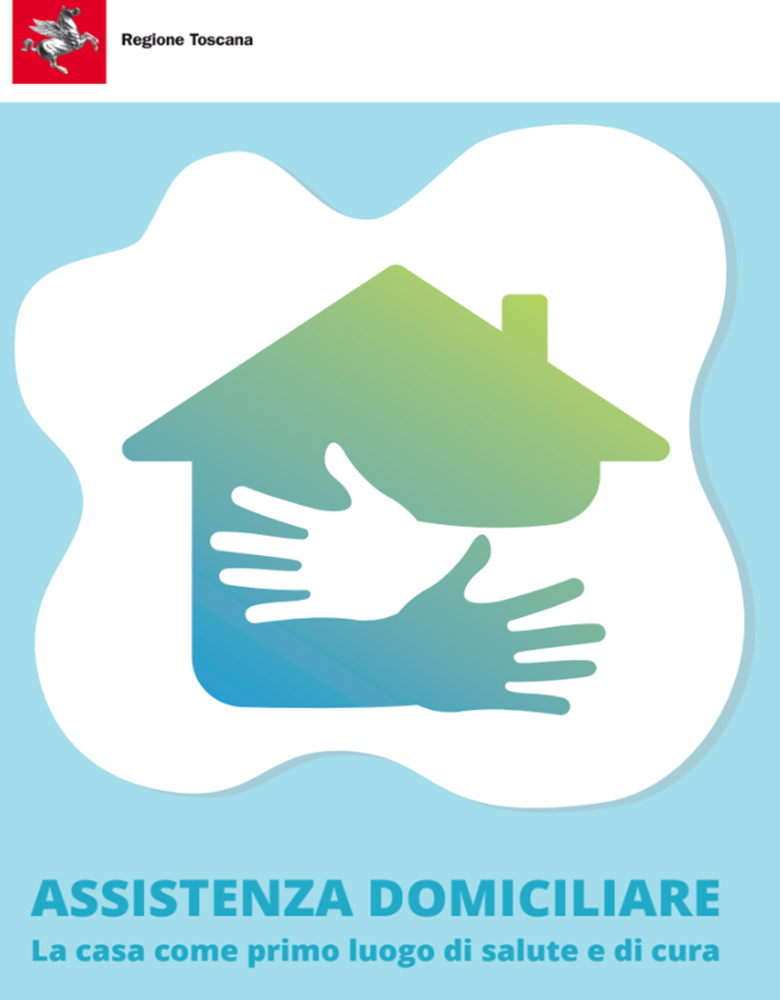 Regione Toscana
ASSISTENZA DOMICILIARE
La casa come primo luogo di salute e di cura